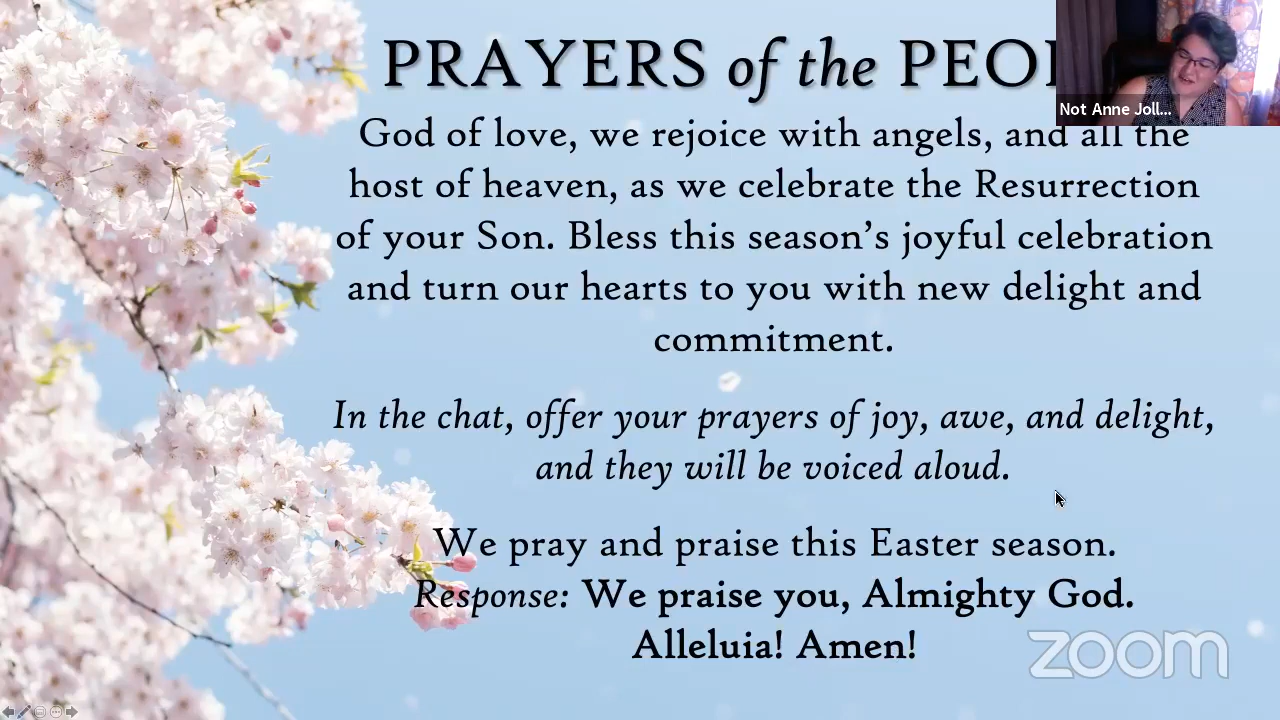 PRAYERS of the PEO
Not Anne Joll...
God of love, we rejoice with angels, and all the
host of heaven, as we celebrate the Resurrection
of your Son. Bless this season’s joyful celebration
and turn our hearts to you with new delight and
commitment.
In the chat, offer your prayers of joy, awe, and delight,
and they will be voiced aloud.
We pray and praise this Easter season.
Response: We praise you, Almighty God.
Alleluia! Amen!
zoom